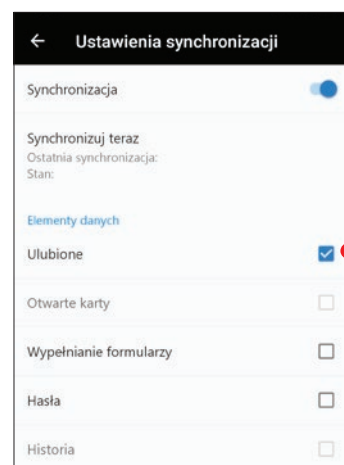 Ustawienia synchronizacji
Synchronizacja
Synchronizuj teraz
Ostatnia synchronizacja:
Stan:
Elementy danych
Ulubione
Otwarte karty
Wypełnianie formularzy
Hasła
Historia